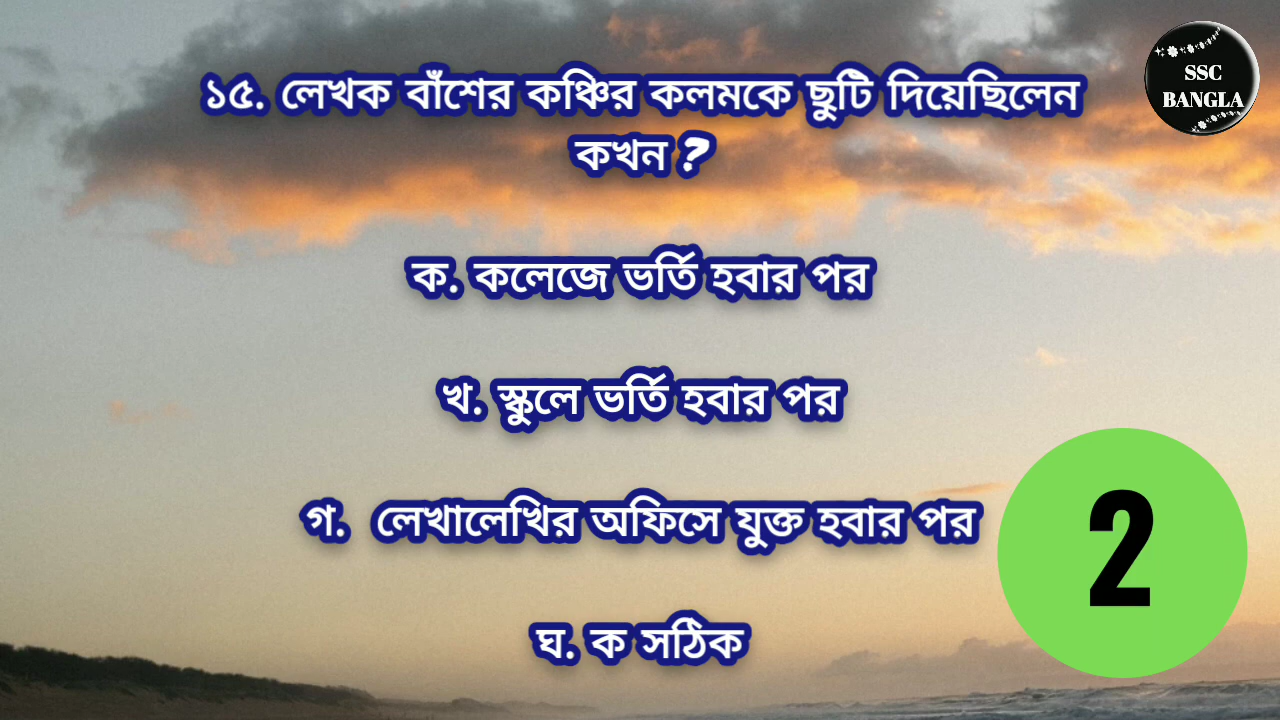 ১৫. লেখক বাঁশের কঞ্চির কলমকে ছুটি দিয়েছিলেন
কখন ?
ক. কলেজে ভর্তি হবার পর
খ. স্কুলে ভর্তি হবার পর
গ. লেখালেখির অফিসে যুক্ত হবার পর
ঘ. ক সঠিক
SSC
BANGLA
2